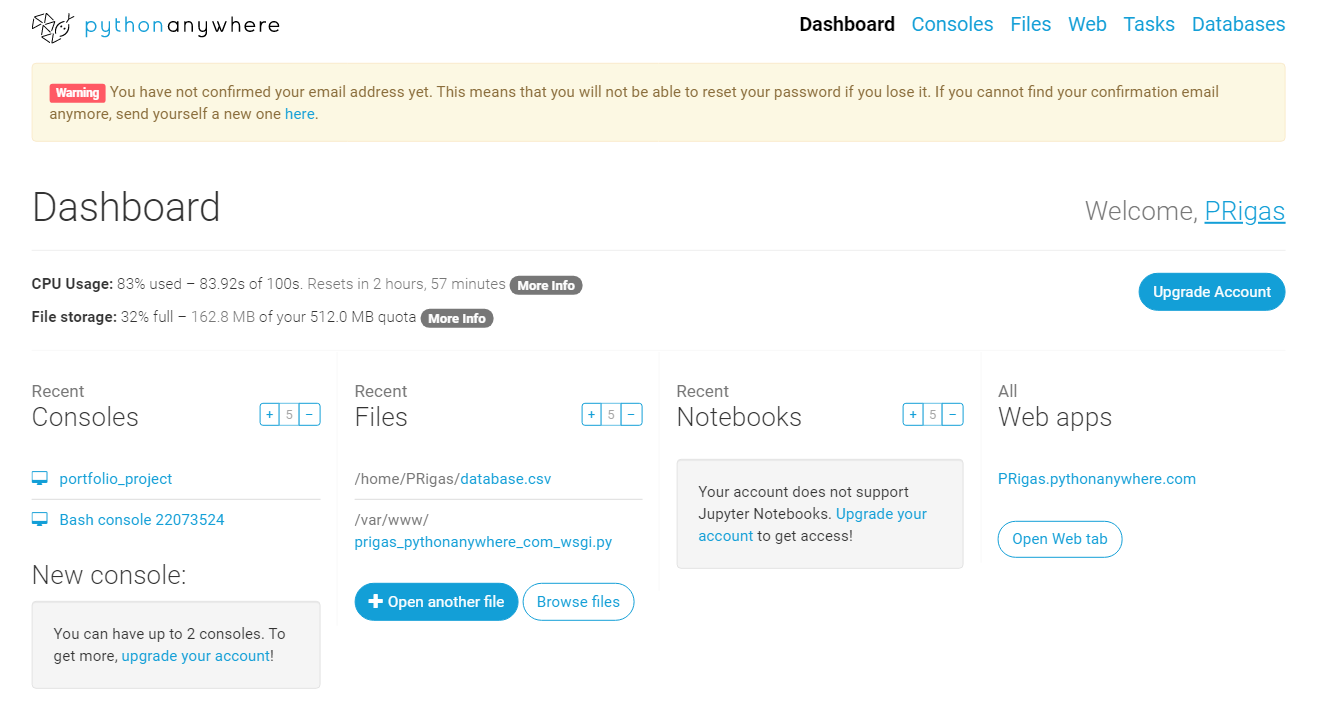 pythonanywhere
Dashboard Consoles Files Web Tasks Databases
Warning You have not confirmed your email address yet. This means that you will not be able to reset your password if you lose it. If you cannot find your confirmation email
anymore, send yourself a new one here.
Dashboard
Welcome, PRigas
CPU Usage: 83% used – 83.92s of 100s. Resets in 2 hours, 57 minutes More Info
Upgrade Account
File storage: 32% full – 162.8 MB of your 512.0 MB quota More Info
Recent
Consoles
+ 5 −
portfolio_project
Bash console 22073524
New console:
You can have up to 2 consoles. To
get more, upgrade your account!
Recent
Files
+ 5 −
/home/PRigas/database.csv
/var/www/
prigas_pythonanywhere_com_wsgi.py
+ Open another file
Browse files
Recent
Notebooks
+ 5 −
Your account does not support
Jupyter Notebooks. Upgrade your
account to get access!
All
Web apps
PRigas.pythonanywhere.com
Open Web tab